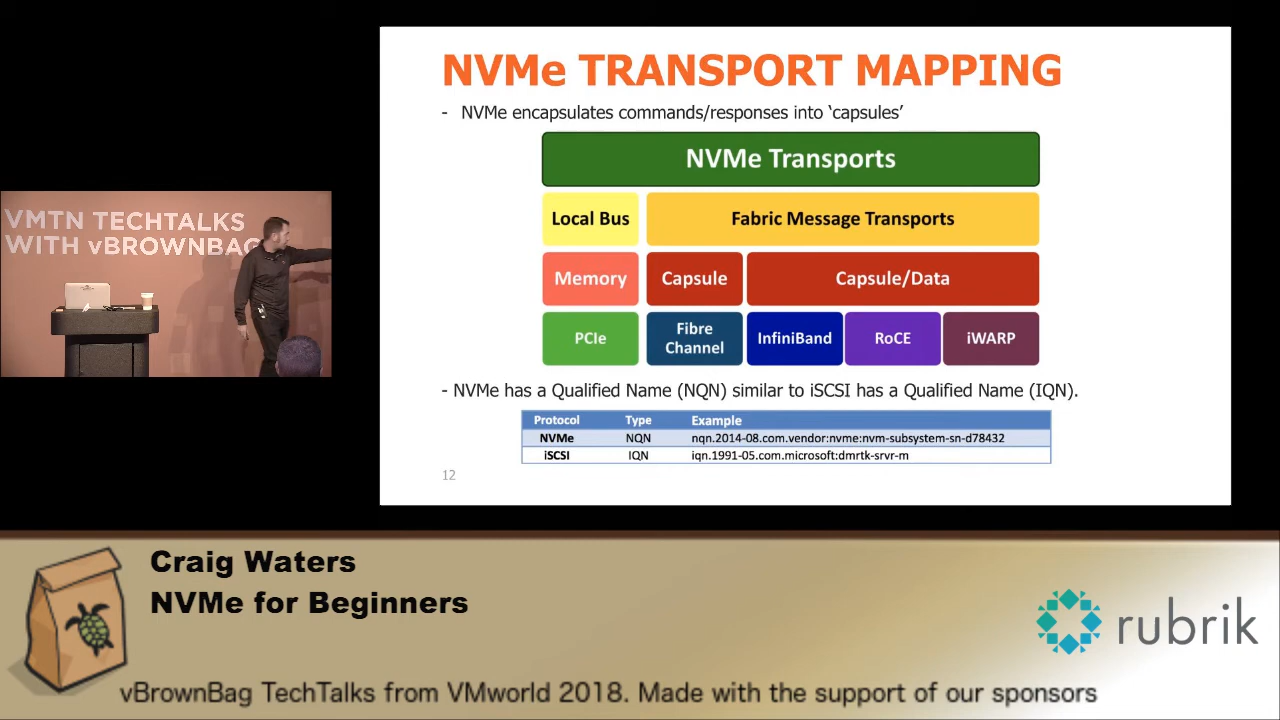 NVMe TRANSPORT MAPPING
- NVMe encapsulates commands/responses into ‘capsules’
NVMe Transports
Local Bus
Fabric Message Transports
Memory
Capsule
Capsule/Data
PCIe
Fibre
Channel
InfiniBand
RoCE
iWARP
- NVMe has a Qualified Name (NQN) similar to iSCSI has a Qualified Name (IQN).
Protocol Type Example
NVMe NQN nqn.2014-08.com.vendor:nvme:nvm-subsystem-sn-d78432
iSCSI IQN iqn.1991-05.com.microsoft:dmrtk-srvr-m
12
VMTN TECHTALKS
WITH vBROWNBAG
Craig Waters
NVMe for Beginners
rubrik
vBrownBag TechTalks from VMworld 2018. Made with the support of our sponsors